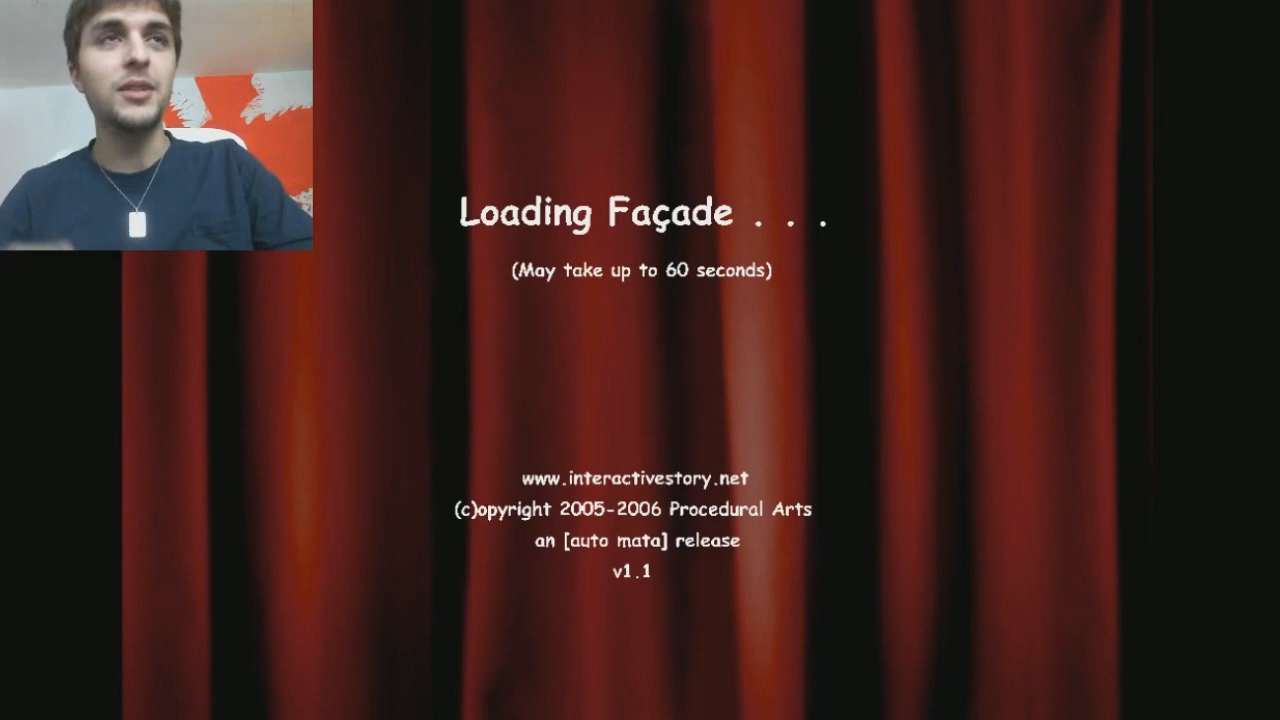 Loading Façade . . .
(May take up to 60 seconds)
www.interactivestory.net
(c)opyright 2005-2006 Procedural Arts
an [auto mata] release
v1.1